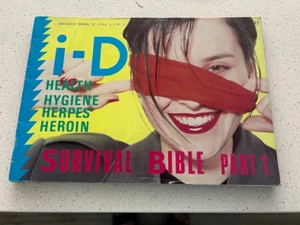 i-D
HEALTH
HYGIENE
HERPES
HEROIN
SURVIVAL BIBLE PART 1